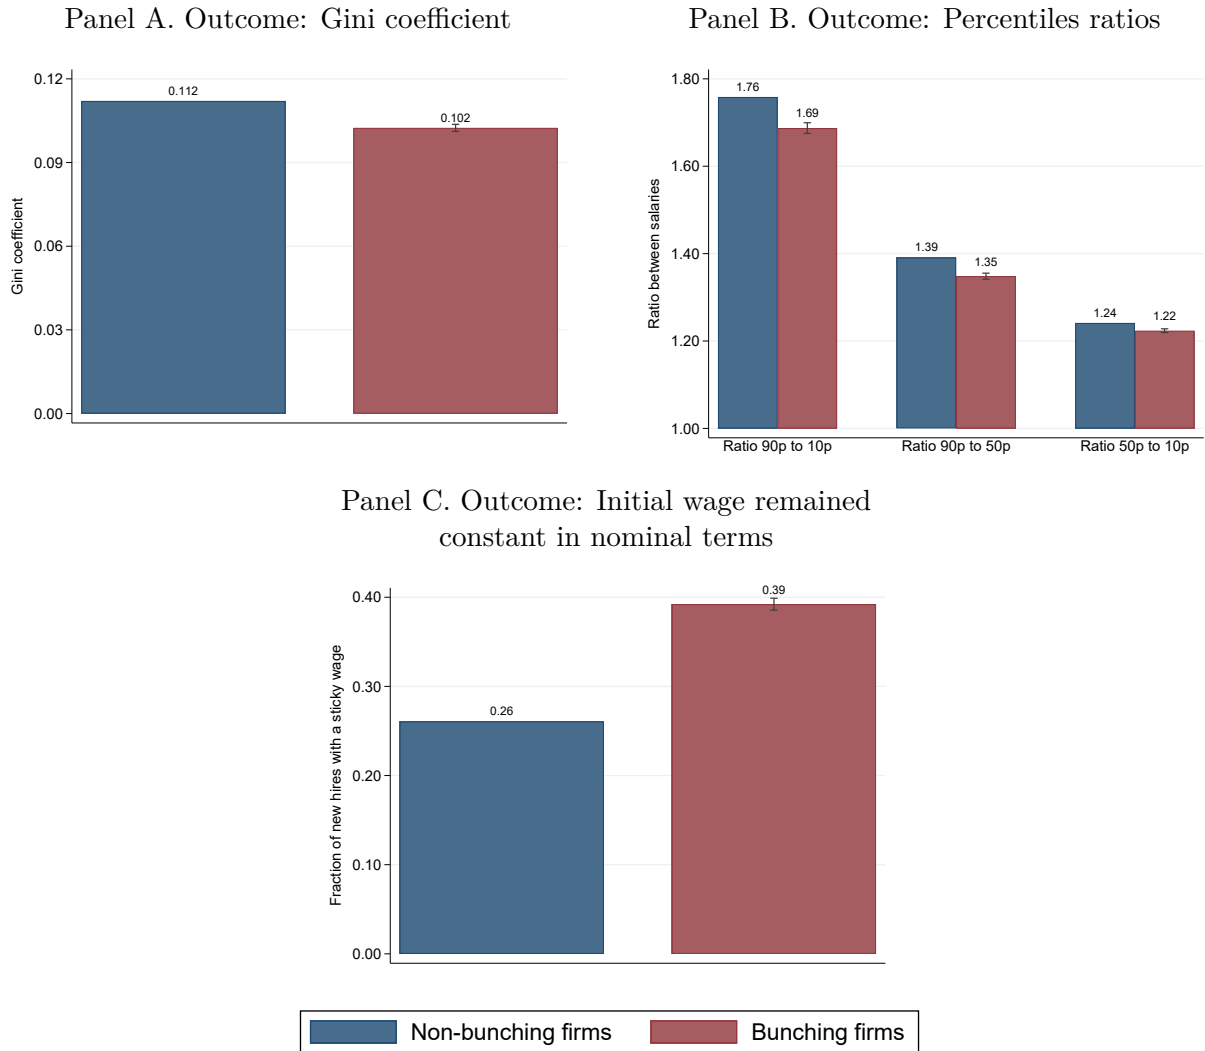 Panel A. Outcome: Gini coefficient
0.12
0.09
0.06
0.03
0.00
Gini coefficient
0.112
0.102
Panel B. Outcome: Percentiles ratios
1.80
1.60
1.40
1.20
1.00
Ratio between salaries
1.76
1.69
1.39
1.35
1.24
1.22
Ratio 90p to 10p
Ratio 90p to 50p
Ratio 50p to 10p
Panel C. Outcome: Initial wage remained
constant in nominal terms
0.40
0.30
0.20
0.10
0.00
Fraction of new hires with a sticky wage
0.26
0.39
Non-bunching firms
Bunching firms